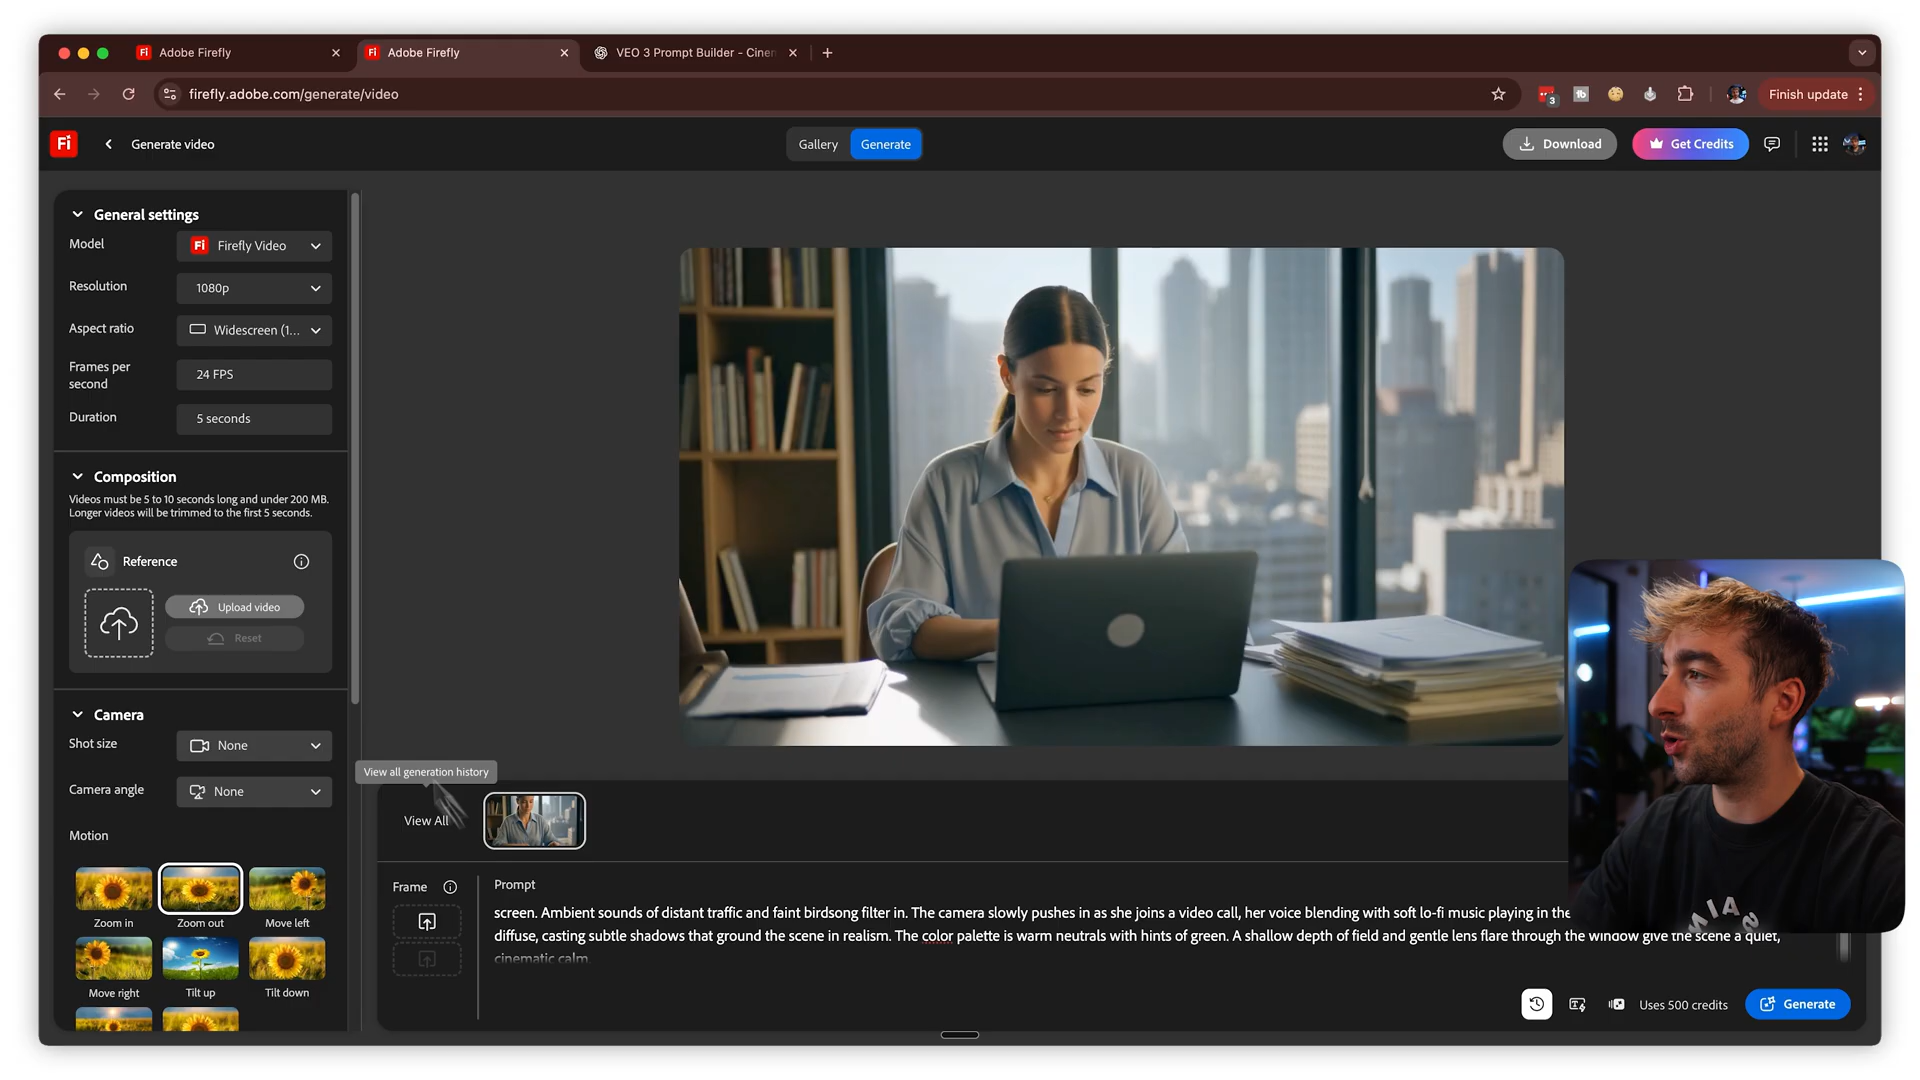 Adobe Firefly
Adobe Firefly
VEO 3 Prompt Builder - Cinen
firefly.adobe.com/generate/video
3
tb
Finish update
Fi
Generate video
Gallery
Generate
Download
Get Credits
General settings
Model
Fi Firefly Video
Resolution
1080p
Aspect ratio
Widescreen (1...
Frames per
second
24 FPS
Duration
5 seconds
Composition
Videos must be 5 to 10 seconds long and under 200 MB.
Longer videos will be trimmed to the first 5 seconds.
Reference
Upload video
Reset
Camera
Shot size
None
Camera angle
None
Motion
Zoom in
Zoom out
Move left
Move right
Tilt up
Tilt down
View all generation history
View All
Frame
Prompt
screen. Ambient sounds of distant traffic and faint birdsong filter in. The camera slowly pushes in as she joins a video call, her voice blending with soft lo-fi music playing in the
diffuse, casting subtle shadows that ground the scene in realism. The color palette is warm neutrals with hints of green. A shallow depth of field and gentle lens flare through the window give the scene a quiet,
cinematic calm.
Uses 500 credits
Generate